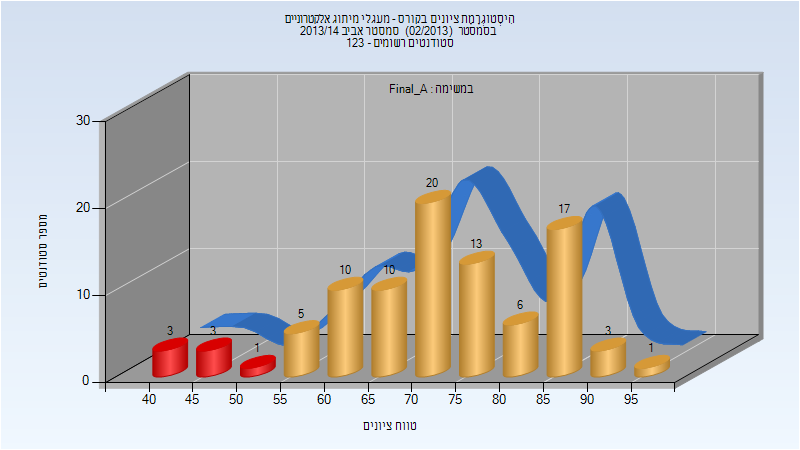 הִיסְטוֹגְרָמַת ציונים בקורס - מעגלי מיתוג אלקטרוניים
בסמסטר (02/2013) סמסטר אביב 2013/14
סטודנטים רשומים - 123
במשימה : Final_A
מספר סטודנטים
30
20
10
0
3
3
1
5
10
10
20
13
6
17
3
1
40 45 50 55 60 65 70 75 80 85 90 95
טווח ציונים